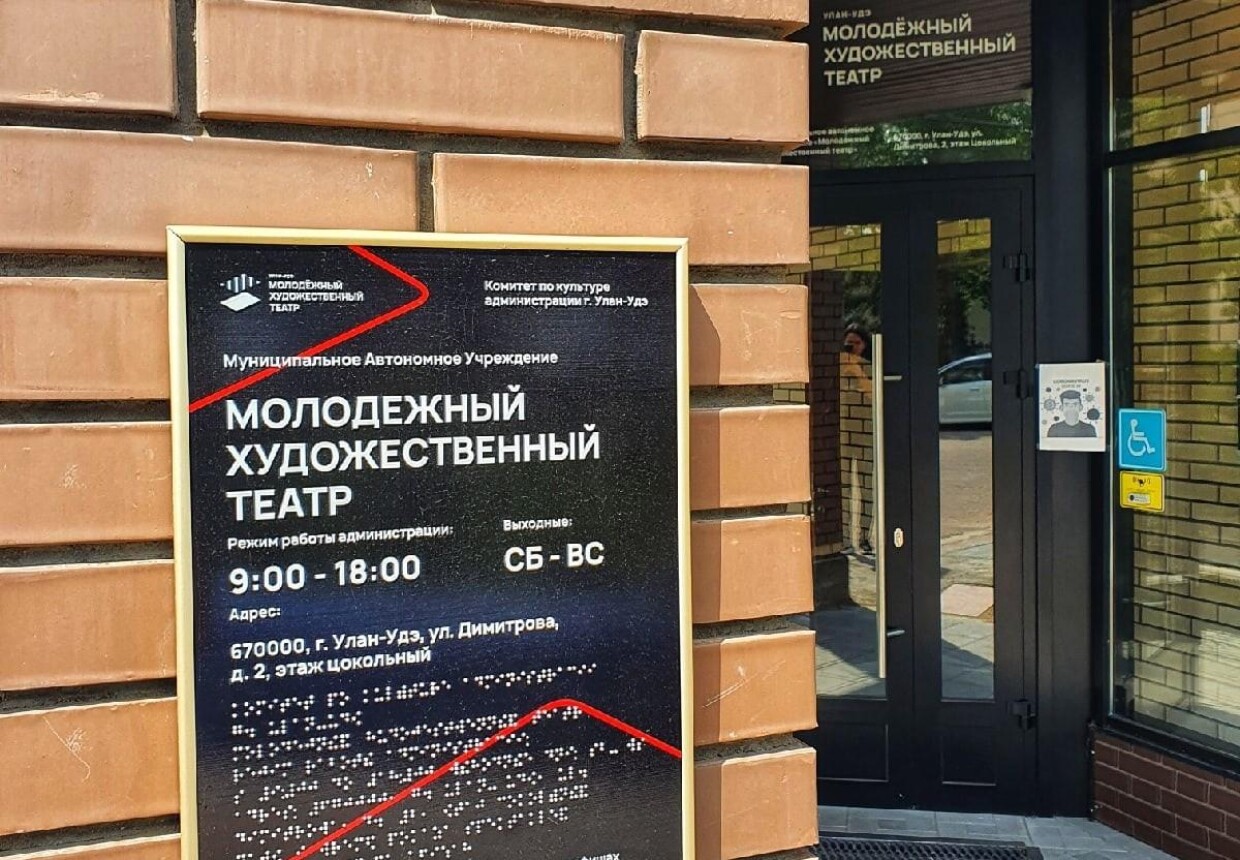 УЛАН-УДЭ
МОЛОДЁЖНЫЙ
ХУДОЖЕСТВЕННЫЙ
ТЕАТР
670000, г. Улан-Удэ, ул.
Димитрова, 2, этаж цокольный
МОЛОДЁЖНЫЙ
ХУДОЖЕСТВЕННЫЙ
ТЕАТР
Комитет по культуре
администрации г. Улан-Удэ
Муниципальное Автономное Учреждение
МОЛОДЕЖНЫЙ
ХУДОЖЕСТВЕННЫЙ
ТЕАТР
Режим работы администрации:
9:00 - 18:00
Выходные:
СБ - ВС
Адрес:
670000, г. Улан-Удэ, ул. Димитрова,
д. 2, этаж цокольный